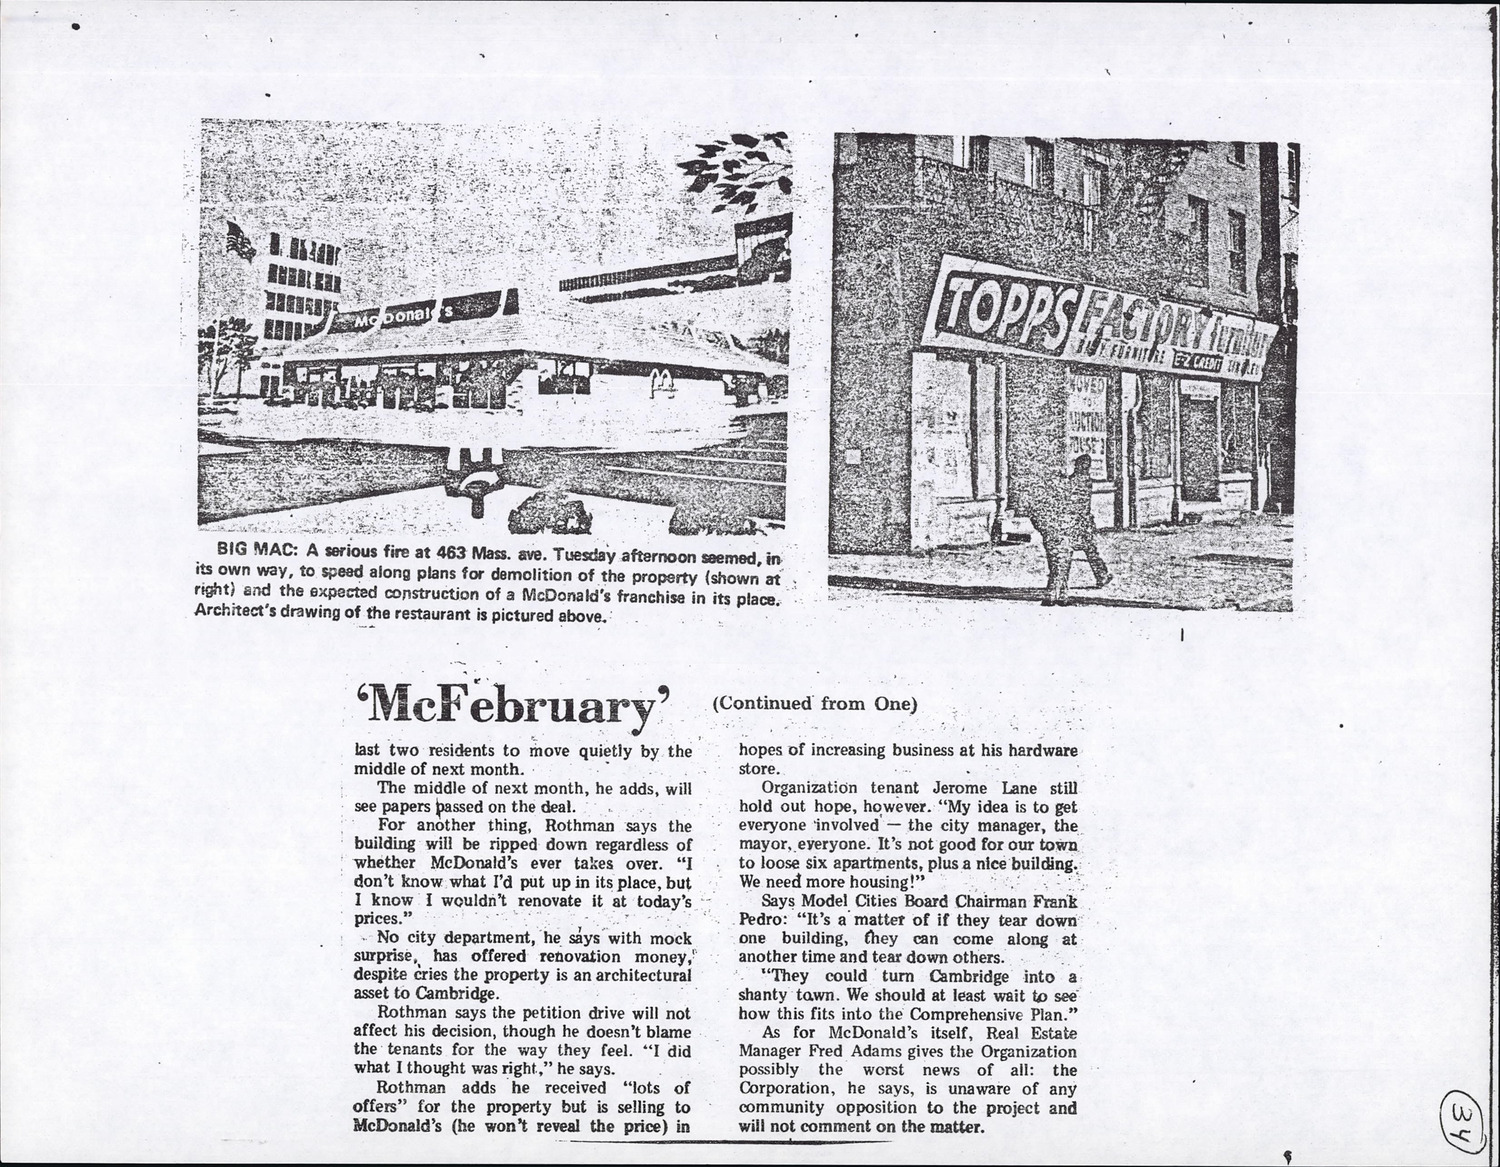 McDonald's
TOPP'S FACTORY
FURNITURE E-Z CREDIT
MOVED
TO
AUCTION
HOUSE
BIG MAC: A serious fire at 463 Mass. ave. Tuesday afternoon seemed, in
its own way, to speed along plans for demolition of the property (shown at
right) and the expected construction of a McDonald's franchise in its place.
Architect's drawing of the restaurant is pictured above.
'McFebruary'
(Continued from One)
last two residents to move quietly by the
middle of next month.
The middle of next month, he adds, will
see papers passed on the deal.
For another thing, Rothman says the
building will be ripped down regardless of
whether McDonald's ever takes over. "I
don't know what I'd put up in its place, but
I know I wouldn't renovate it at today's
prices."
No city department, he says with mock
surprise, has offered renovation money,
despite cries the property is an architectural
asset to Cambridge.
Rothman says the petition drive will not
affect his decision, though he doesn't blame
the tenants for the way they feel. "I did
what I thought was right," he says.
Rothman adds he received "lots of
offers" for the property but is selling to
McDonald's (he won't reveal the price) in
hopes of increasing business at his hardware
store.
Organization tenant Jerome Lane still
hold out hope, however. "My idea is to get
everyone involved — the city manager, the
mayor, everyone. It's not good for our town
to loose six apartments, plus a nice building.
We need more housing!"
Says Model Cities Board Chairman Frank
Pedro: "It's a matter of if they tear down
one building, they can come along at
another time and tear down others.
"They could turn Cambridge into a
shanty town. We should at least wait to see
how this fits into the Comprehensive Plan."
As for McDonald's itself, Real Estate
Manager Fred Adams gives the Organization
possibly the worst news of all: the
Corporation, he says, is unaware of any
community opposition to the project and
will not comment on the matter.
34